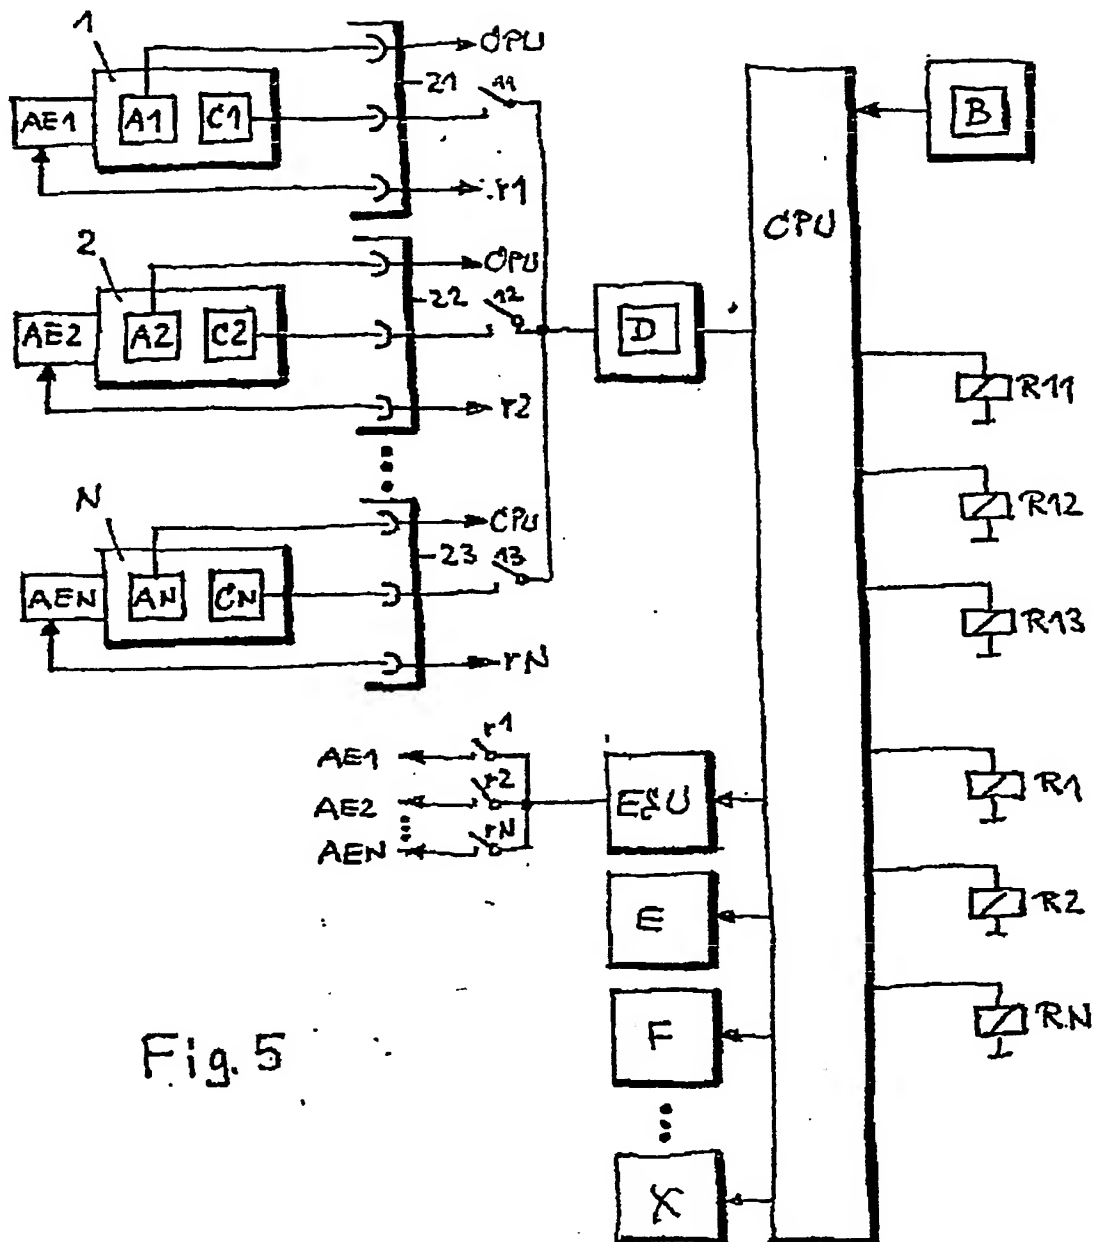 1
CPU
21
11
AE1
A1
C1
r1
B
CPU
2
CPU
22
12
AE2
A2
C2
r2
D
R11
N
CPU
23
13
AEN
AN
CN
rN
R12
R13
AE1
r1
AE2
r2
AEN
rN
ESU
R1
E
R2
F
RN
X
Fig. 5